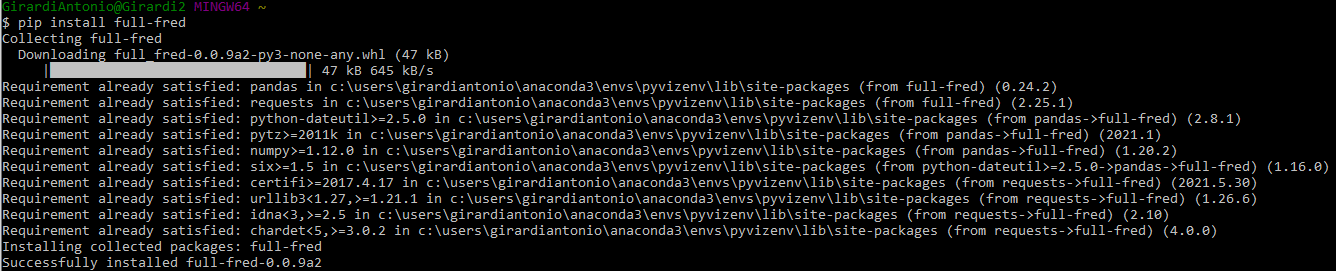 GirardiAntonio@Girardi2 MINGW64 ~
$ pip install full-fred
Collecting full-fred
  Downloading full_fred-0.0.9a2-py3-none-any.whl (47 kB)
     |                                | 47 kB 645 kB/s
Requirement already satisfied: pandas in c:\users\girardiantonio\anaconda3\envs\pyvizenv\lib\site-packages (from full-fred) (0.24.2)
Requirement already satisfied: requests in c:\users\girardiantonio\anaconda3\envs\pyvizenv\lib\site-packages (from full-fred) (2.25.1)
Requirement already satisfied: python-dateutil>=2.5.0 in c:\users\girardiantonio\anaconda3\envs\pyvizenv\lib\site-packages (from pandas->full-fred) (2.8.1)
Requirement already satisfied: pytz>=2011k in c:\users\girardiantonio\anaconda3\envs\pyvizenv\lib\site-packages (from pandas->full-fred) (2021.1)
Requirement already satisfied: numpy>=1.12.0 in c:\users\girardiantonio\anaconda3\envs\pyvizenv\lib\site-packages (from pandas->full-fred) (1.20.2)
Requirement already satisfied: six>=1.5 in c:\users\girardiantonio\anaconda3\envs\pyvizenv\lib\site-packages (from python-dateutil>=2.5.0->pandas->full-fred) (1.16.0)
Requirement already satisfied: certifi>=2017.4.17 in c:\users\girardiantonio\anaconda3\envs\pyvizenv\lib\site-packages (from requests->full-fred) (2021.5.30)
Requirement already satisfied: urllib3<1.27,>=1.21.1 in c:\users\girardiantonio\anaconda3\envs\pyvizenv\lib\site-packages (from requests->full-fred) (1.26.6)
Requirement already satisfied: idna<3,>=2.5 in c:\users\girardiantonio\anaconda3\envs\pyvizenv\lib\site-packages (from requests->full-fred) (2.10)
Requirement already satisfied: chardet<5,>=3.0.2 in c:\users\girardiantonio\anaconda3\envs\pyvizenv\lib\site-packages (from requests->full-fred) (4.0.0)
Installing collected packages: full-fred
Successfully installed full-fred-0.0.9a2